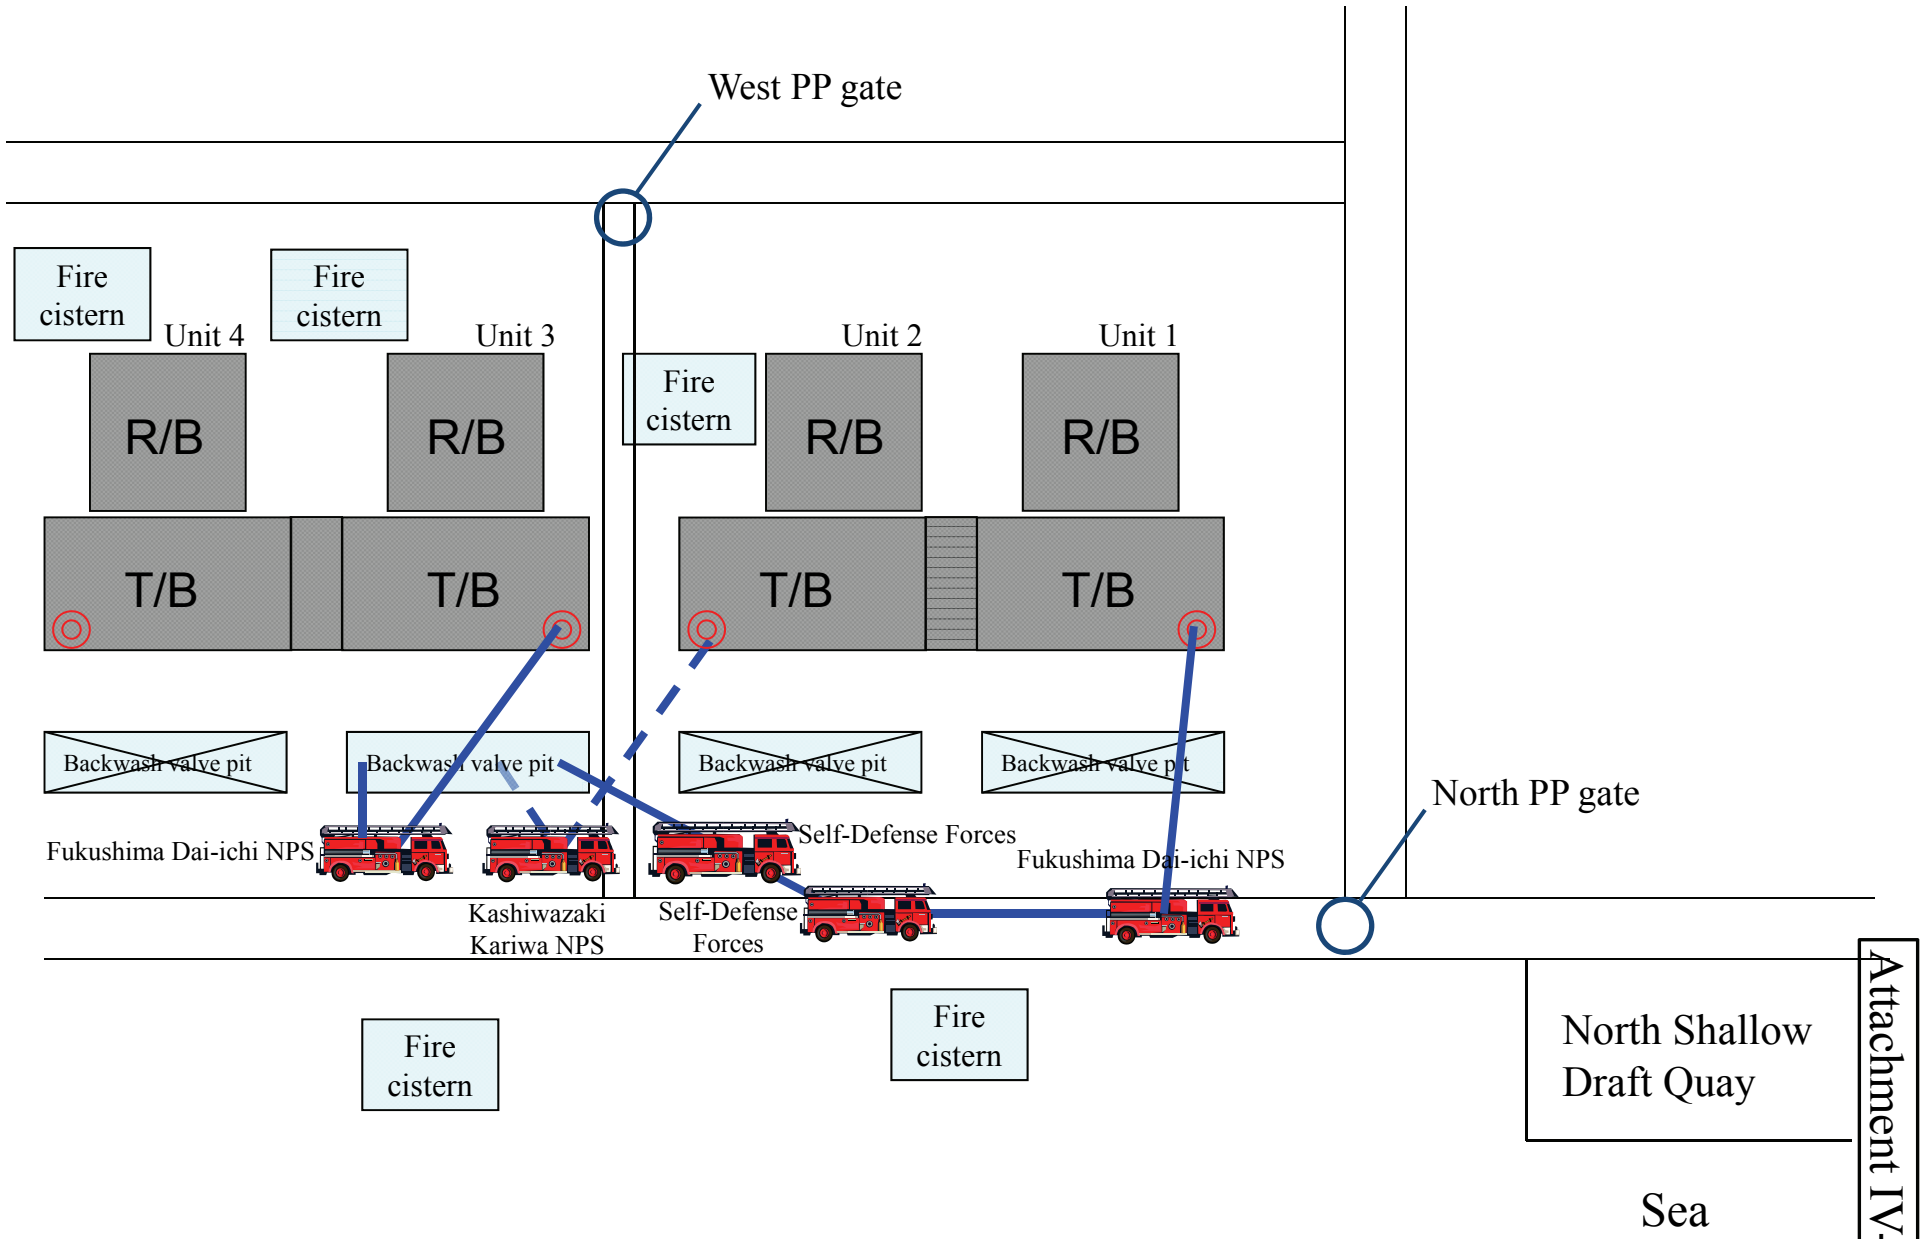 West PP gate
Fire
cistern
Fire
cistern
Unit 4
Unit 3
Unit 2
Unit 1
Fire
cistern
R/B
R/B
R/B
R/B
T/B
T/B
T/B
T/B
Backwash valve pit
Backwash valve pit
Backwash valve pit
Backwash valve pit
North PP gate
Fukushima Dai-ichi NPS
Self-Defense Forces
Fukushima Dai-ichi NPS
Kashiwazaki
Kariwa NPS
Self-Defense
Forces
Fire
cistern
Fire
cistern
North Shallow
Draft Quay
Sea
Attachment IV-